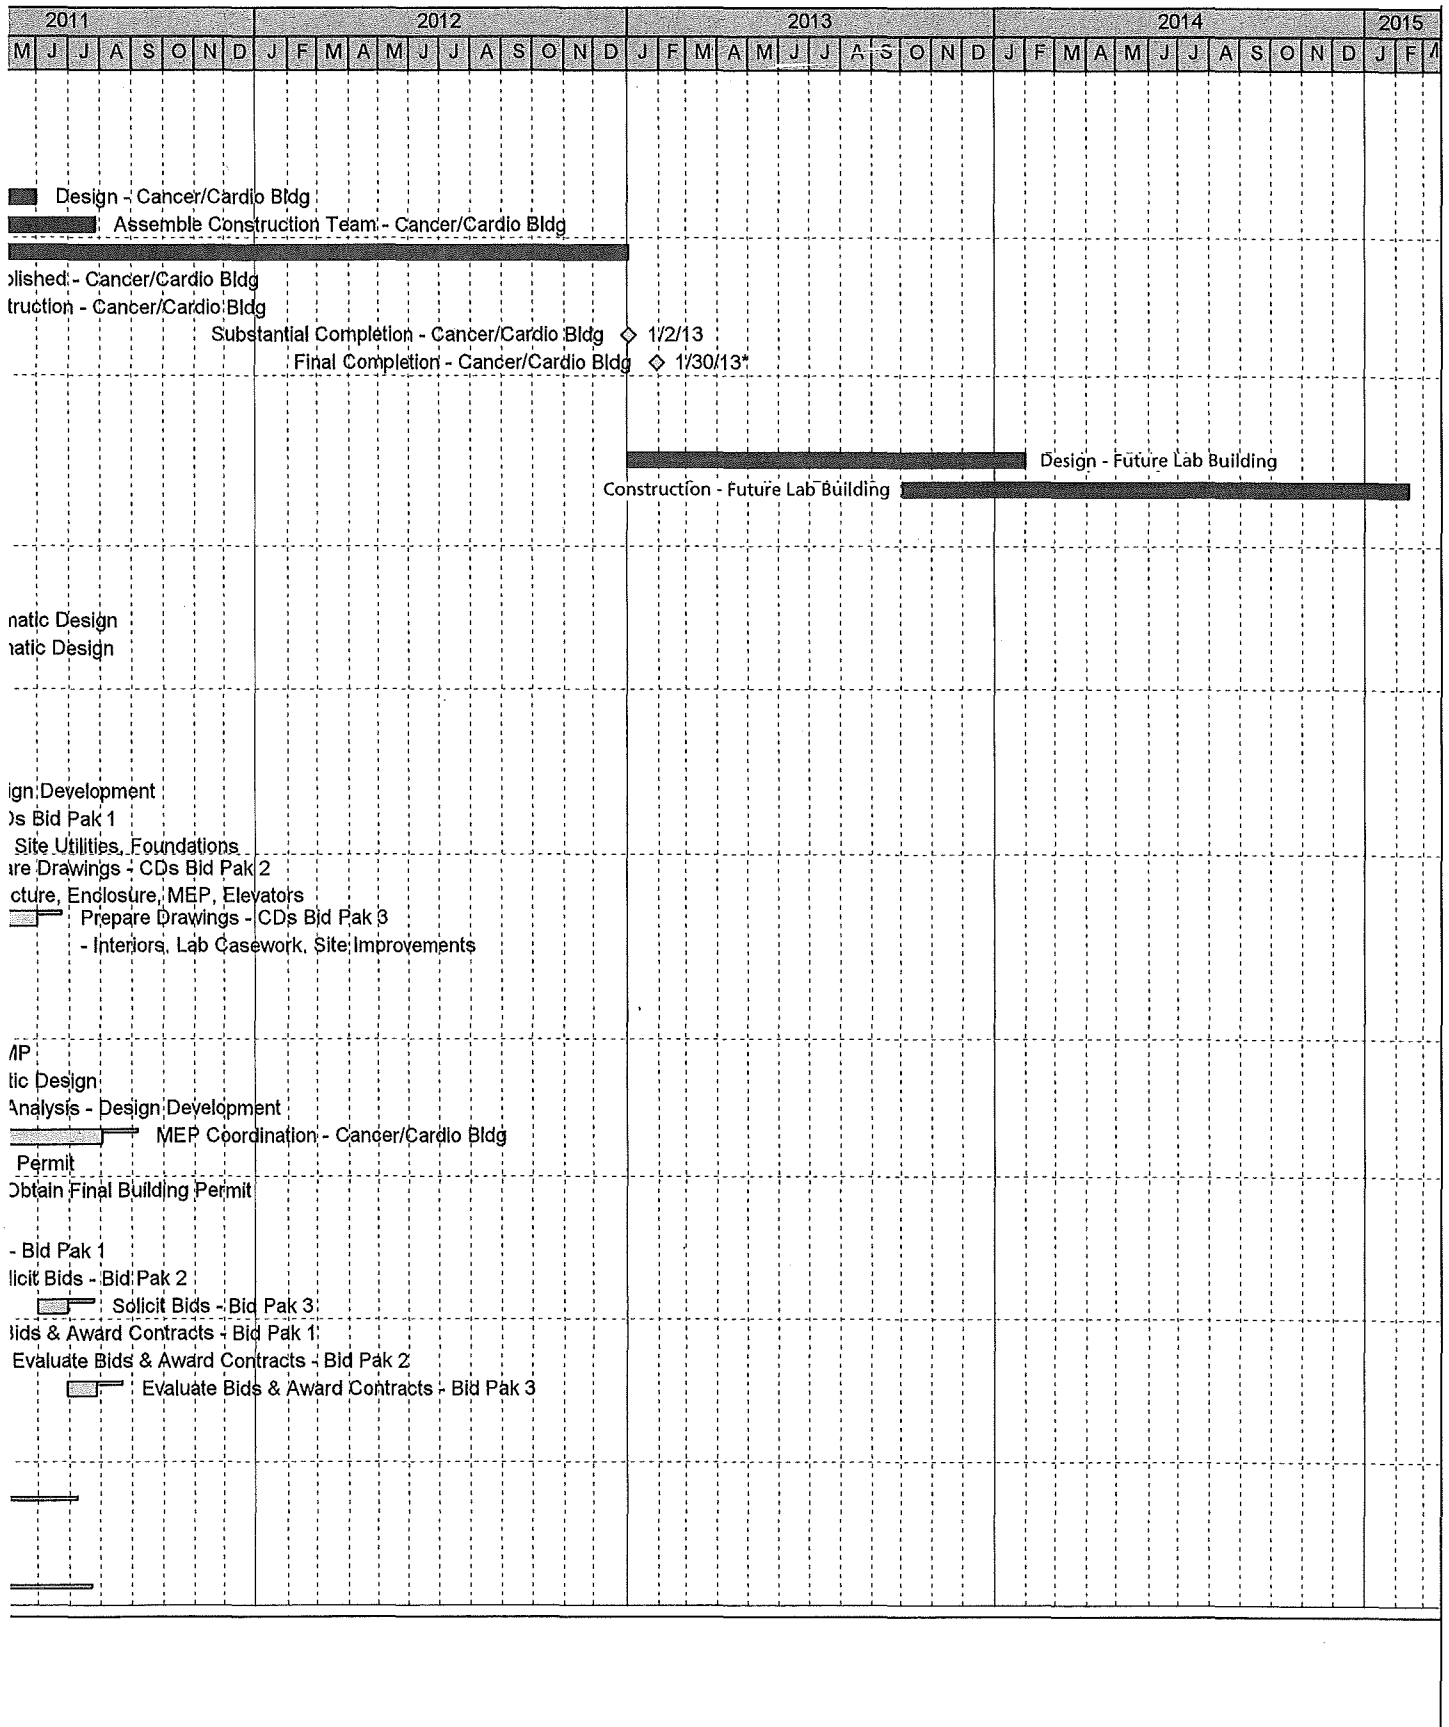 2011 2012 2013 2014 2015
M J J A S O N D J F M A M J J A S O N D J F M A M J J A S O N D J F M A M J J A S O N D J F
Design - Cancer/Cardio Bldg
Assemble Construction Team - Cancer/Cardio Bldg
lished - Cancer/Cardio Bldg
truction - Cancer/Cardio Bldg
Substantial Completion - Cancer/Cardio Bldg 1/2/13
Final Completion - Cancer/Cardio Bldg 1/30/13*
Design - Future Lab Building
Construction - Future Lab Building
matic Design
atic Design
ign Development
Ds Bid Pak 1
Site Utilities, Foundations
are Drawings - CDs Bid Pak 2
cture, Enclosure, MEP, Elevators
Prepare Drawings - CDs Bid Pak 3
- Interiors, Lab Casework, Site Improvements
MP
tic Design
Analysis - Design Development
MEP Coordination - Cancer/Cardio Bldg
Permit
Obtain Final Building Permit
- Bid Pak 1
licit Bids - Bid Pak 2
Solicit Bids - Bid Pak 3
Bids & Award Contracts - Bid Pak 1
Evaluate Bids & Award Contracts - Bid Pak 2
Evaluate Bids & Award Contracts - Bid Pak 3